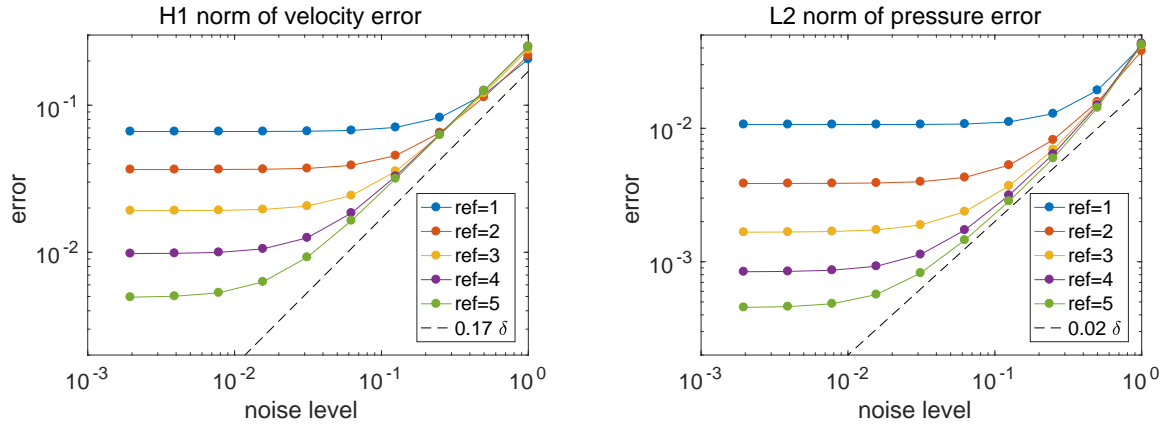 H1 norm of velocity error
error
10^-1
10^-2
10^-3
10^-2
10^-1
10^0
noise level
ref=1
ref=2
ref=3
ref=4
ref=5
0.17 δ
L2 norm of pressure error
error
10^-2
10^-3
10^-3
10^-2
10^-1
10^0
noise level
ref=1
ref=2
ref=3
ref=4
ref=5
0.02 δ